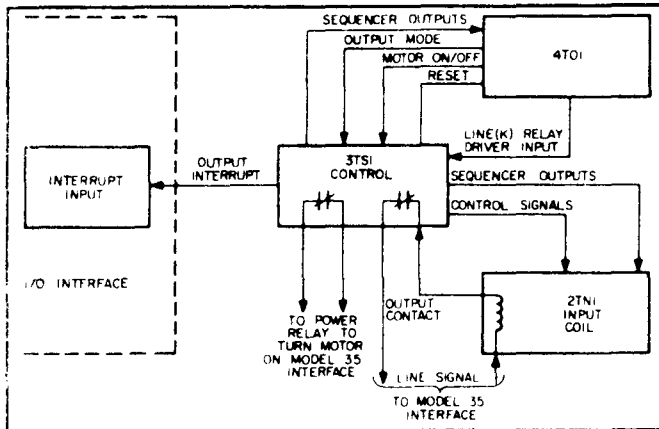 SEQUENCER OUTPUTS
OUTPUT MODE
MOTOR ON/OFF
RESET
4TO1
LINE(K) RELAY
DRIVER INPUT
INTERRUPT
INPUT
OUTPUT
INTERRUPT
3TS1
CONTROL
SEQUENCER OUTPUTS
CONTROL SIGNALS
I/O INTERFACE
OUTPUT
CONTACT
2TN1
INPUT
COIL
TO POWER
RELAY TO
TURN MOTOR
ON MODEL 35
INTERFACE
LINE SIGNAL
TO MODEL 35
INTERFACE